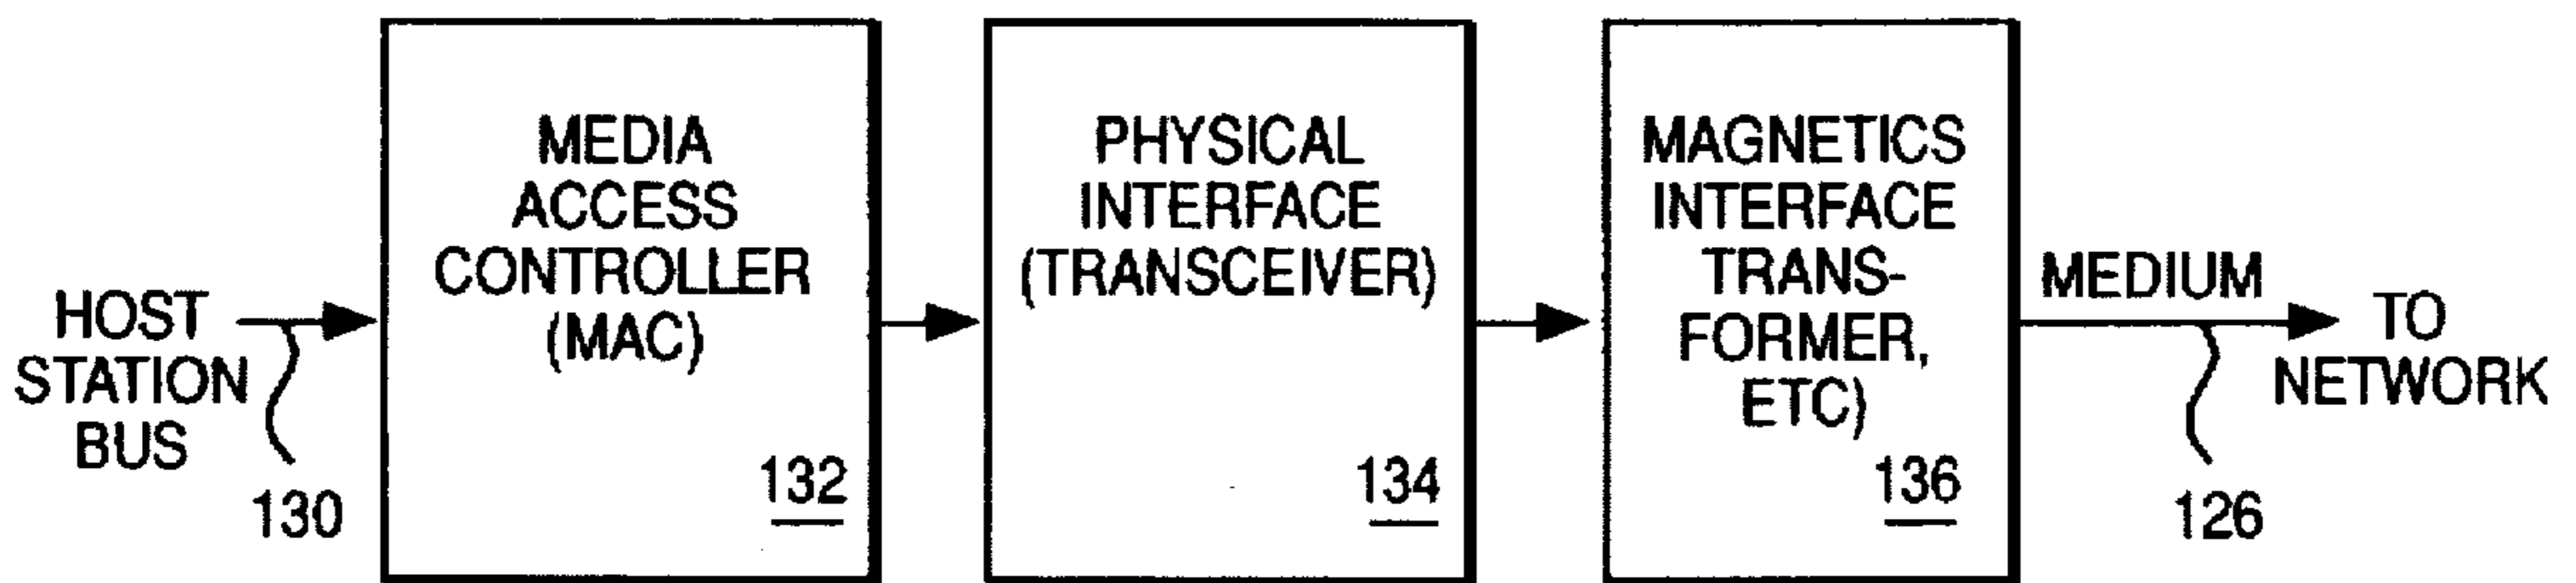 HOST
STATION
BUS
130
MEDIA
ACCESS
CONTROLLER
(MAC)
132
PHYSICAL
INTERFACE
(TRANSCEIVER)
134
MAGNETICS
INTERFACE
TRANS-
FORMER,
ETC)
136
MEDIUM
126
TO
NETWORK